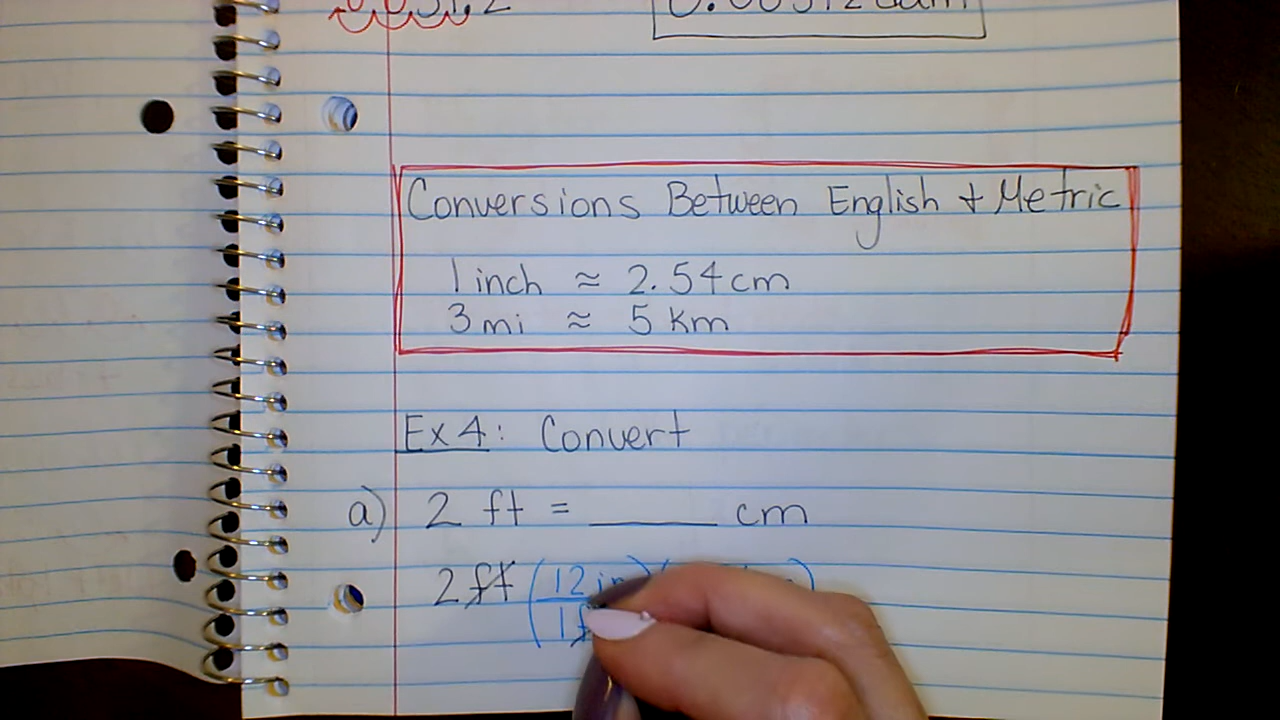 Conversions Between English + Metric
1 inch ≈ 2.54 cm
3 mi ≈ 5 km
Ex 4: Convert
a) 2 ft = ______ cm
2 ft (12 in
1